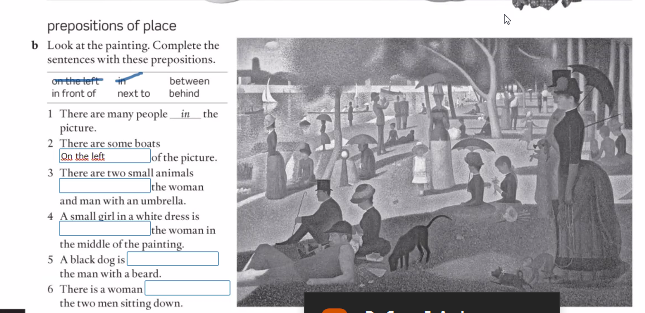 prepositions of place
b Look at the painting. Complete the
sentences with these prepositions.
on the left in between
in front of next to behind
1 There are many people in the
picture.
2 There are some boats
On the left of the picture.
3 There are two small animals
the woman
and man with an umbrella.
4 A small girl in a white dress is
the woman in
the middle of the painting.
5 A black dog is
the man with a beard.
6 There is a woman
the two men sitting down.